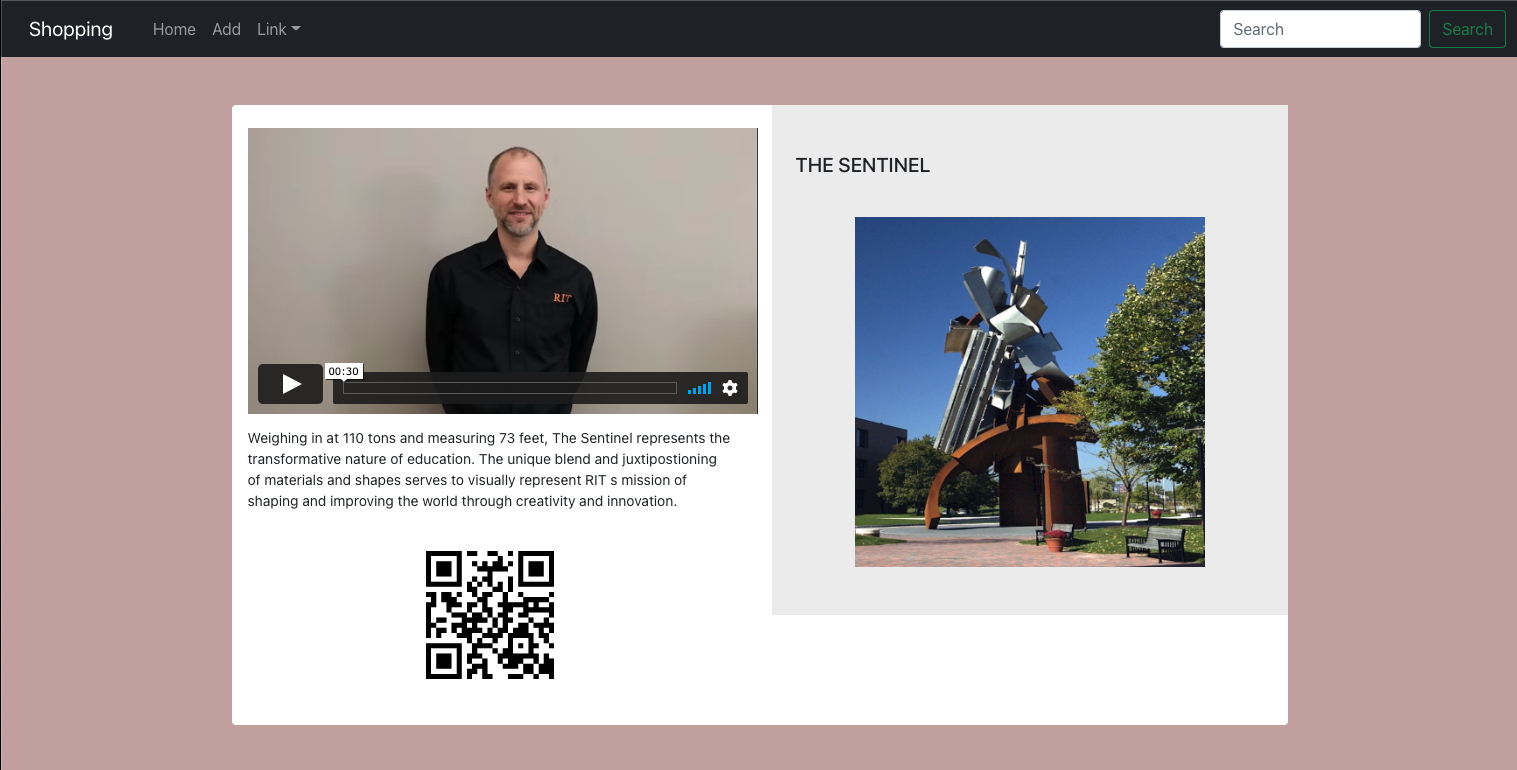 Shopping
Home Add Link
Search Search
RIT
00:30
Weighing in at 110 tons and measuring 73 feet, The Sentinel represents the
transformative nature of education. The unique blend and juxtipostioning
of materials and shapes serves to visually represent RIT s mission of
shaping and improving the world through creativity and innovation.
THE SENTINEL